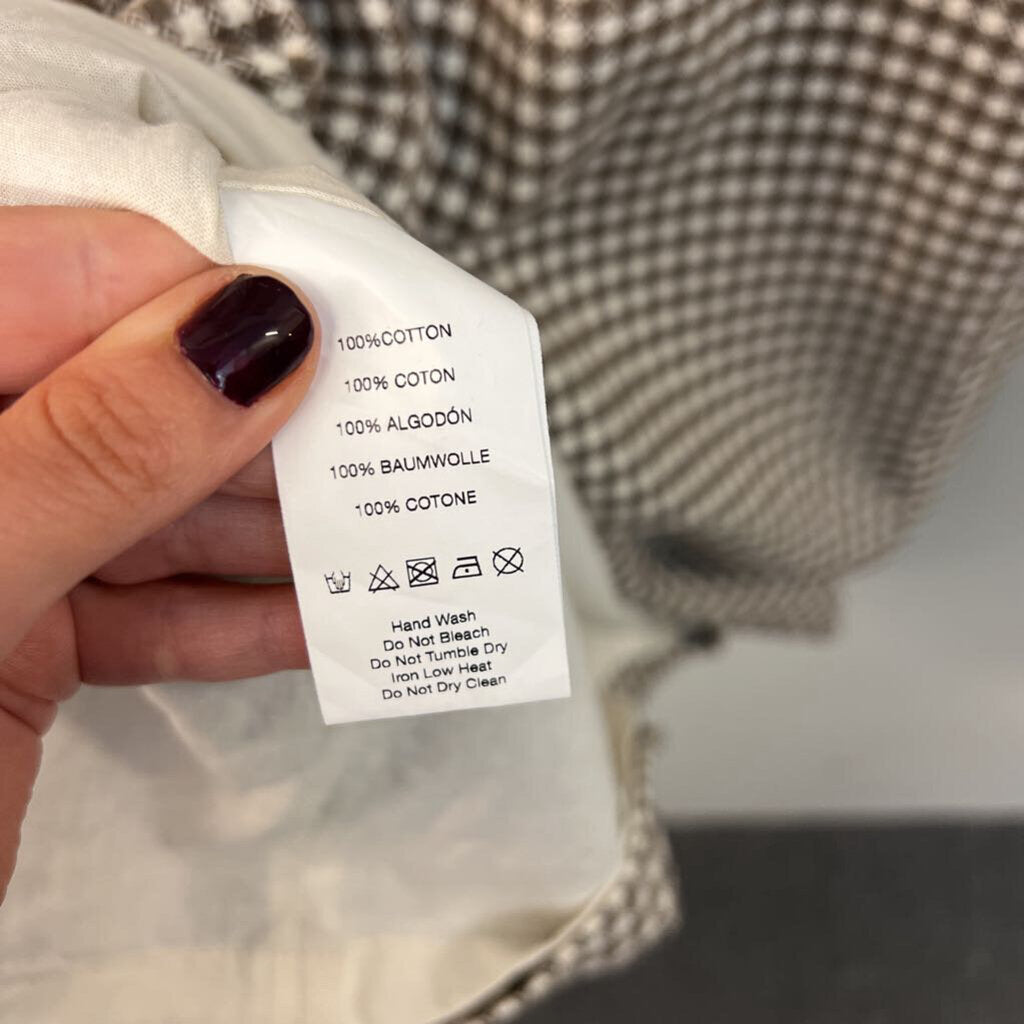 100%COTTON
100% COTON
100% ALGODÓN
100% BAUMWOLLE
100% COTONE
Hand Wash
Do Not Bleach
Do Not Tumble Dry
Iron Low Heat
Do Not Dry Clean